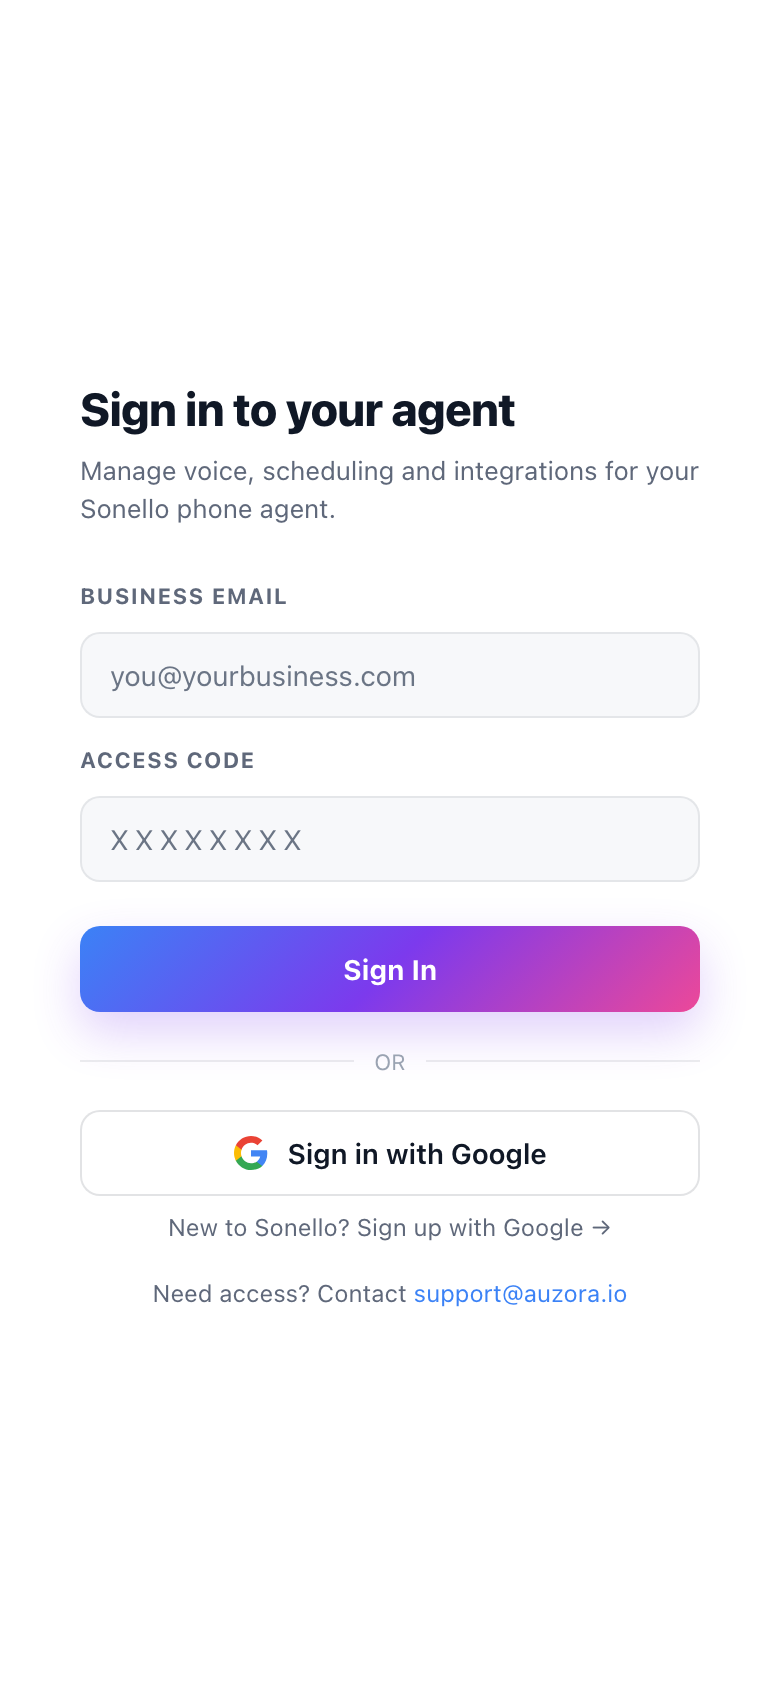 Sign in to your agent
Manage voice, scheduling and integrations for your
Sonello phone agent.
BUSINESS EMAIL
you@yourbusiness.com
ACCESS CODE
XXXXXXXX
Sign In
OR
Sign in with Google
New to Sonello? Sign up with Google →
Need access? Contact support@auzora.io